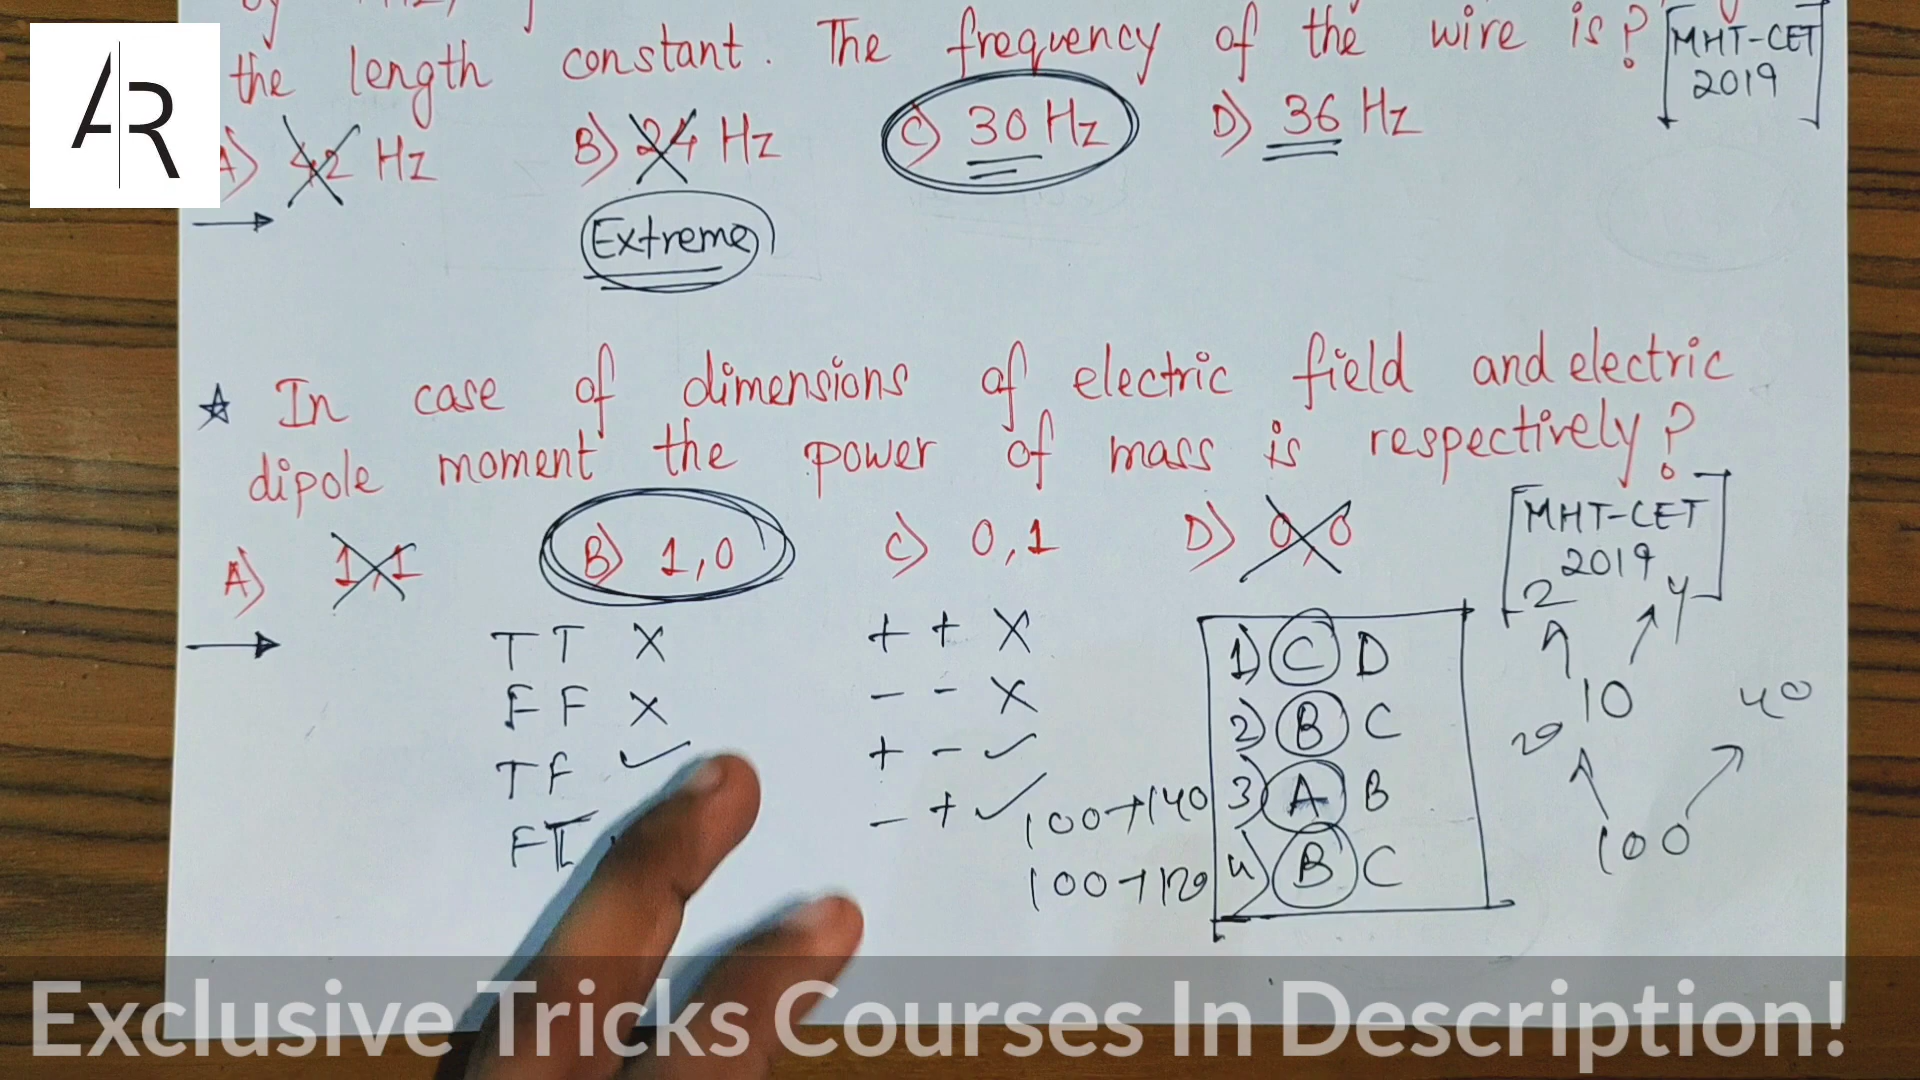 AR
the length constant. The frequency of the wire is?
[MHT-CET 2019]
A) 42 Hz B) 24 Hz C) 30 Hz D) 36 Hz
Extreme
☆ In case of dimensions of electric field and electric
dipole moment the power of mass is respectively?
[MHT-CET 2019]
A) 1,1 B) 1,0 C) 0,1 D) 0,0
T T X
F F X
T F ✓
F T
+ + X
- - X
+ - ✓
- + ✓
100→140
100→120
1) C D
2) B C
3) A B
4) B C
2 4
10
20 40
100
Exclusive Tricks Courses In Description!